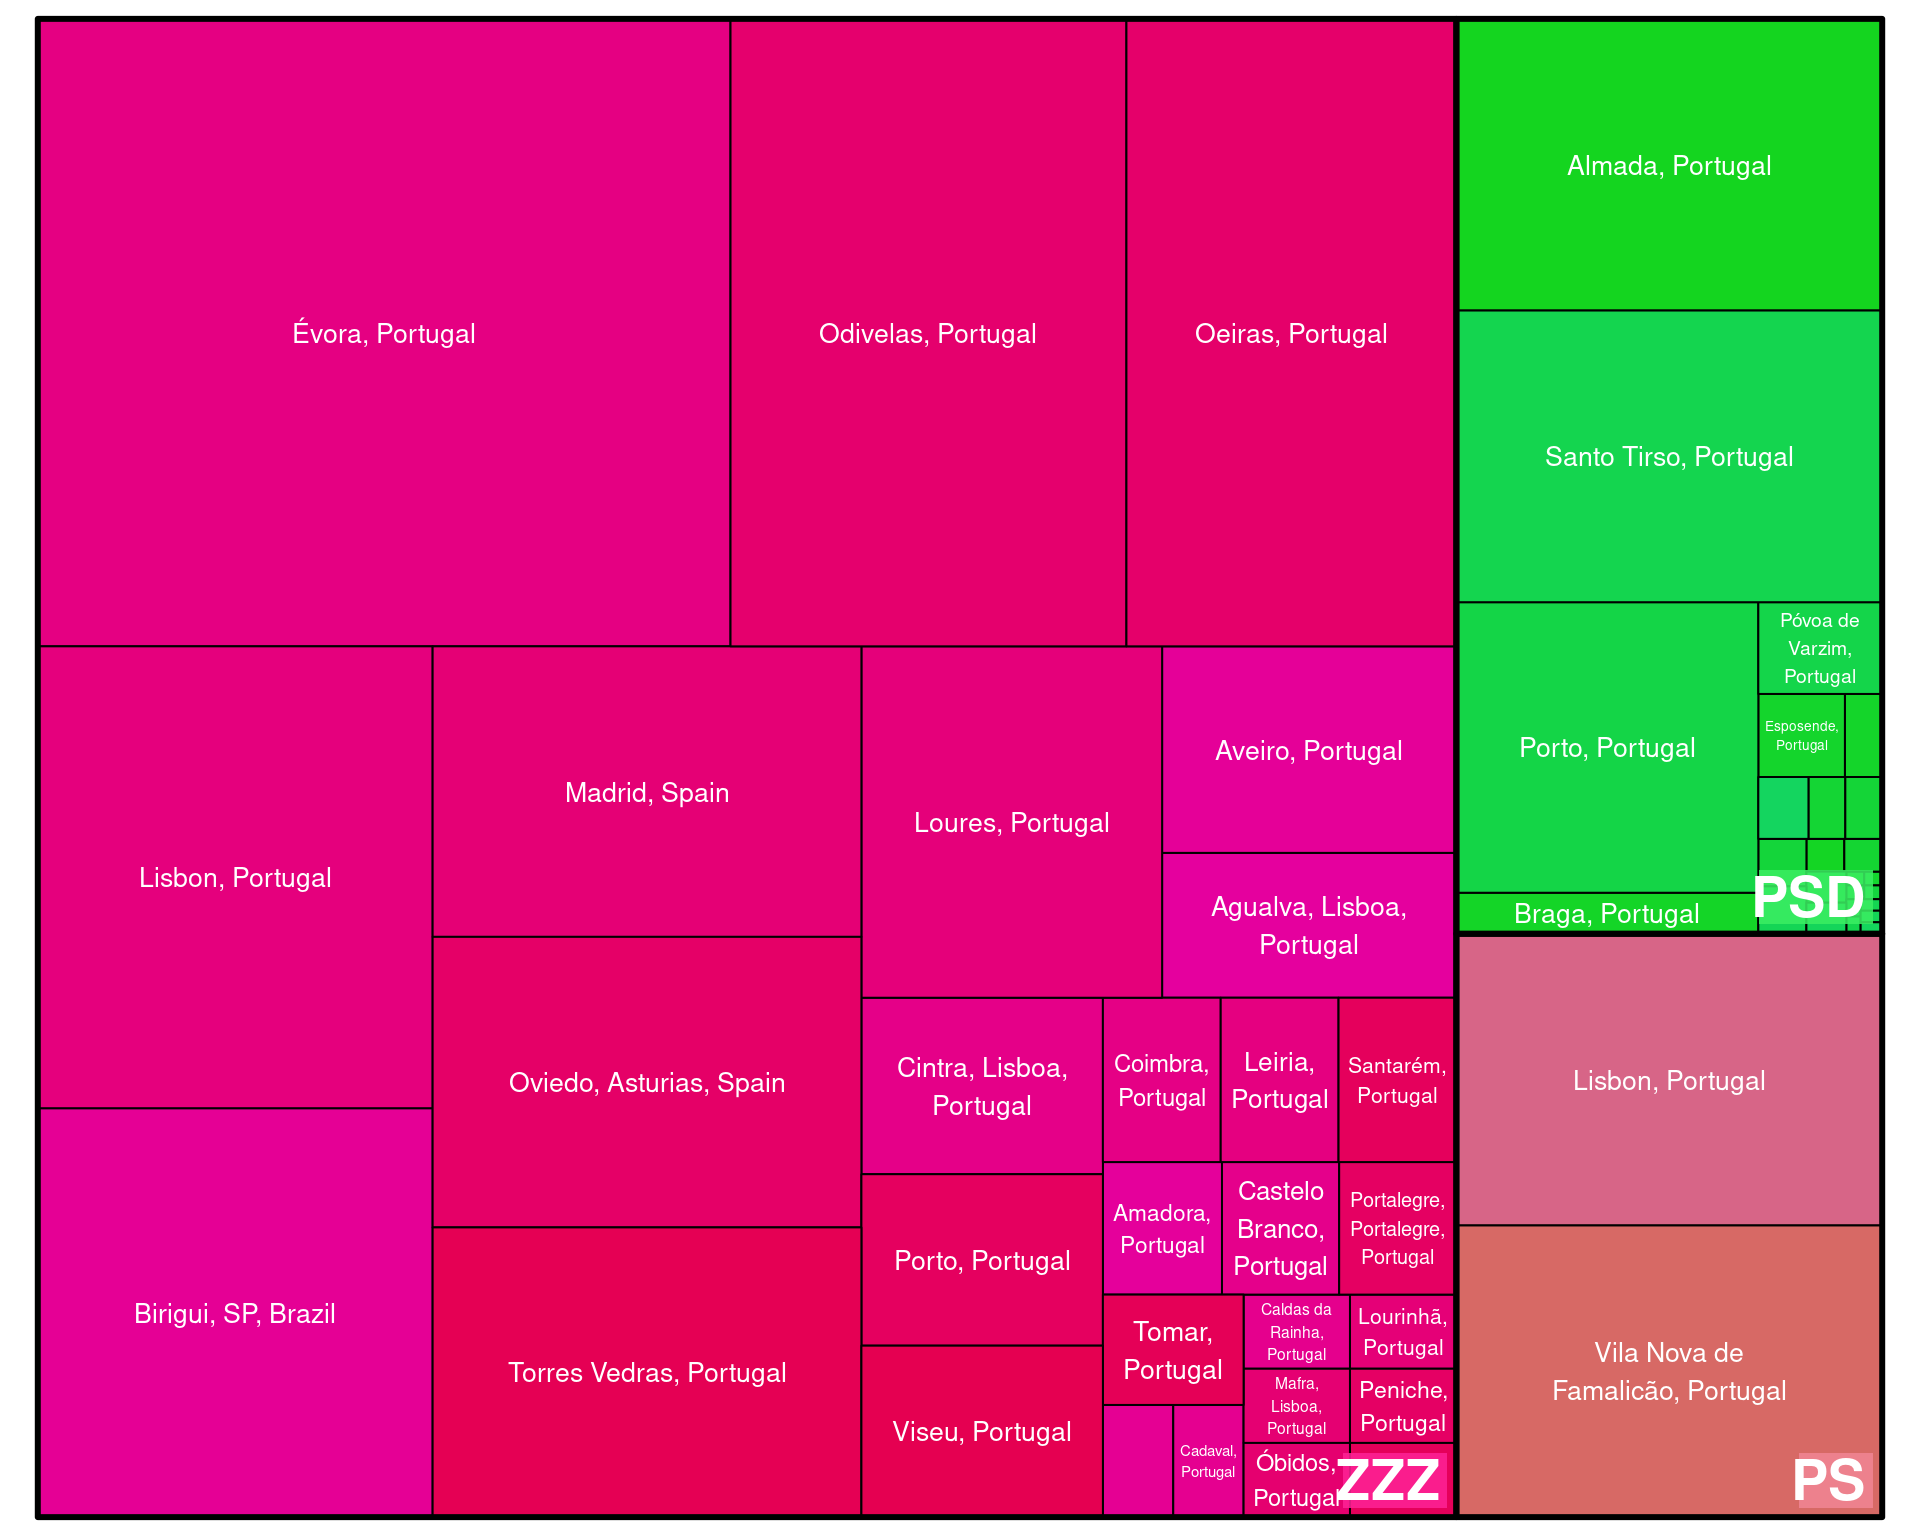 Évora, Portugal
Odivelas, Portugal
Oeiras, Portugal
Lisbon, Portugal
Birigui, SP, Brazil
Madrid, Spain
Oviedo, Asturias, Spain
Torres Vedras, Portugal
Loures, Portugal
Aveiro, Portugal
Agualva, Lisboa,
Portugal
Cintra, Lisboa,
Portugal
Porto, Portugal
Viseu, Portugal
Coimbra,
Portugal
Leiria,
Portugal
Santarém,
Portugal
Amadora,
Portugal
Castelo
Branco,
Portugal
Portalegre,
Portalegre,
Portugal
Tomar,
Portugal
Caldas da
Rainha,
Portugal
Lourinhã,
Portugal
Mafra,
Lisboa,
Portugal
Peniche,
Portugal
Cadaval,
Portugal
Óbidos,
Portugal
ZZZ
Almada, Portugal
Santo Tirso, Portugal
Porto, Portugal
Póvoa de
Varzim,
Portugal
Esposende,
Portugal
Braga, Portugal
PSD
Lisbon, Portugal
Vila Nova de
Famalicão, Portugal
PS